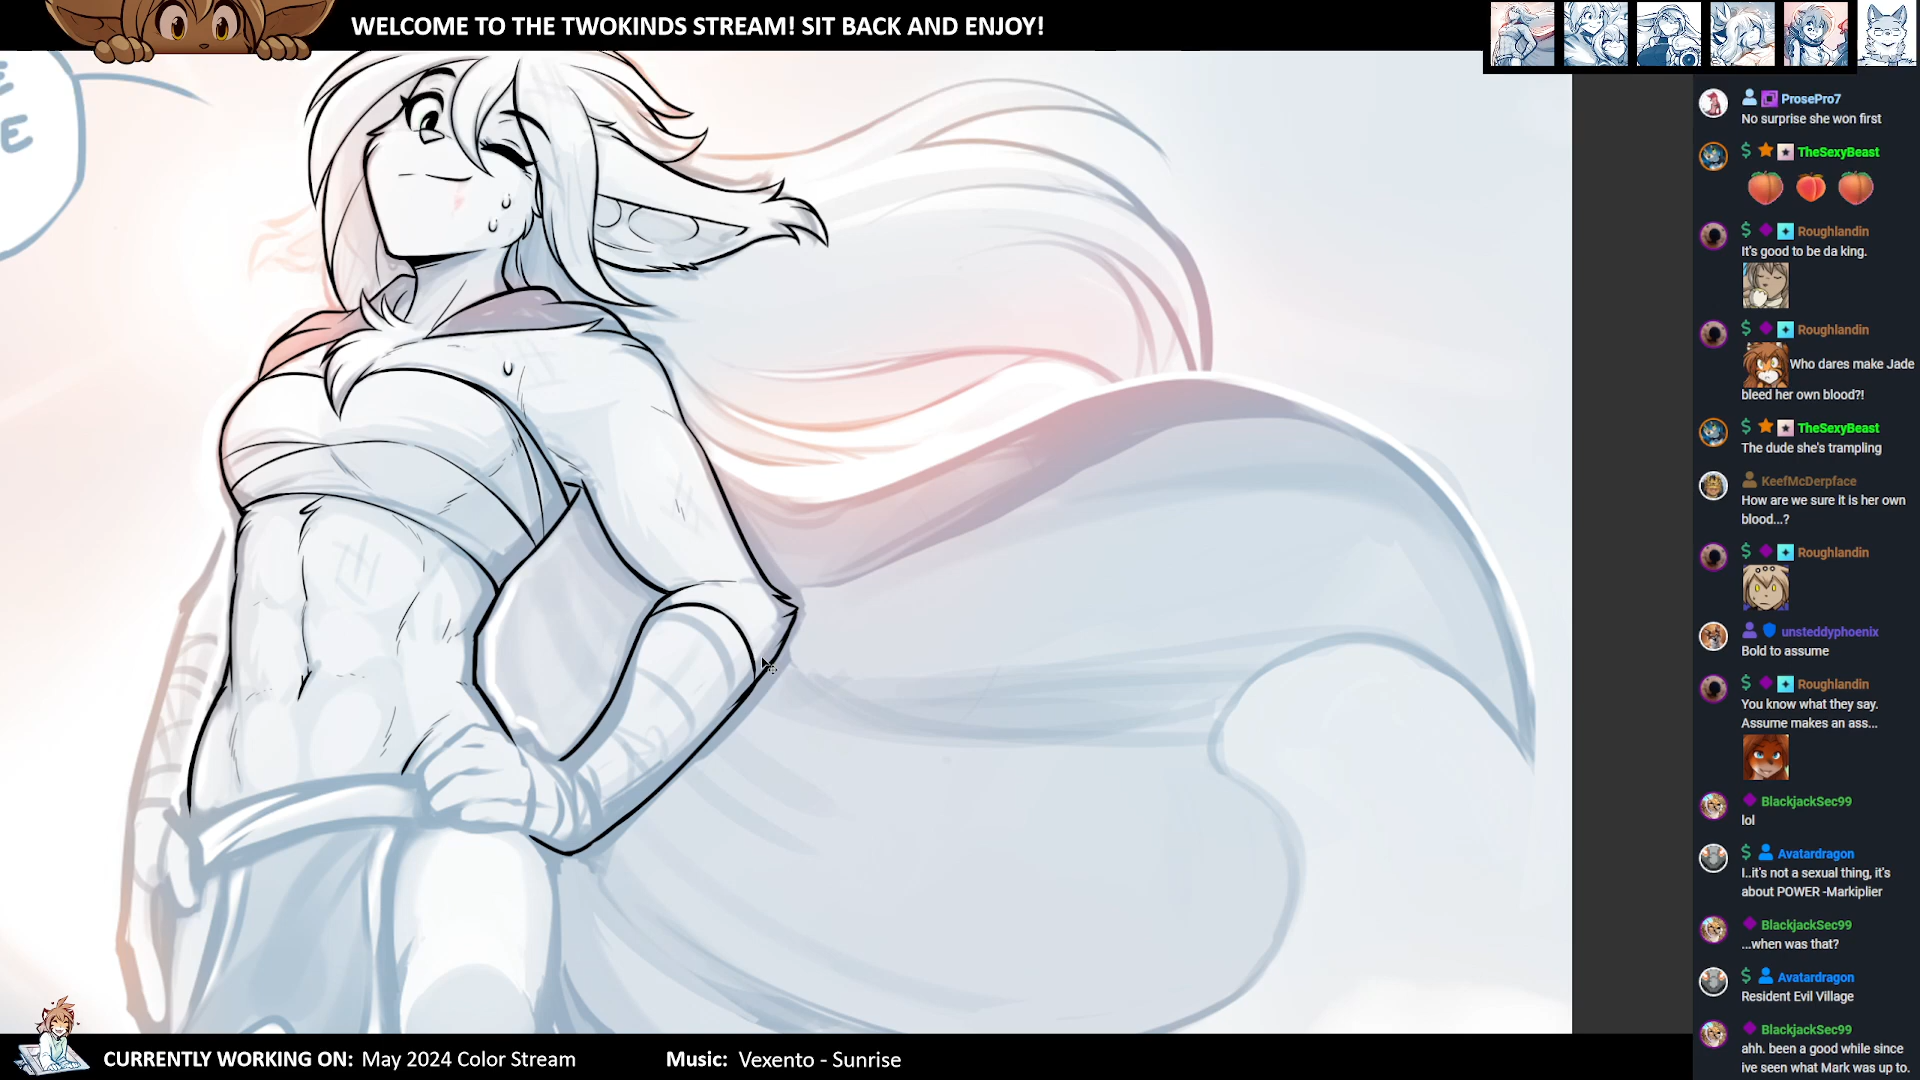 WELCOME TO THE TWOKINDS STREAM! SIT BACK AND ENJOY!
E
E
ProsePro7
No surprise she won first
TheSexyBeast
Roughlandin
It's good to be da king.
Roughlandin
Who dares make Jade
bleed her own blood?!
TheSexyBeast
The dude she's trampling
KeefMcDerpface
How are we sure it is her own
blood...?
Roughlandin
unsteddyphoenix
Bold to assume
Roughlandin
You know what they say.
Assume makes an ass...
BlackjackSec99
lol
Avatardragon
I..it's not a sexual thing, it's
about POWER -Markiplier
BlackjackSec99
...when was that?
Avatardragon
Resident Evil Village
BlackjackSec99
ahh. been a good while since
ive seen what Mark was up to.
CURRENTLY WORKING ON: May 2024 Color Stream
Music: Vexento - Sunrise